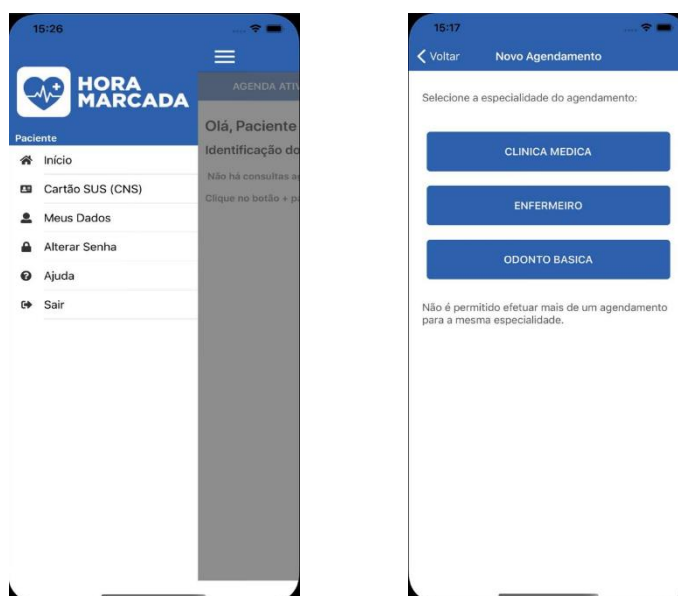 15:26
HORA
MARCADA
Paciente
Início
Cartão SUS (CNS)
Meus Dados
Alterar Senha
Ajuda
Sair
AGENDA ATIV
Olá, Paciente
Identificação do
Não há consultas a
Clique no botão + p
15:17
Voltar
Novo Agendamento
Selecione a especialidade do agendamento:
CLINICA MEDICA
ENFERMEIRO
ODONTO BASICA
Não é permitido efetuar mais de um agendamento
para a mesma especialidade.